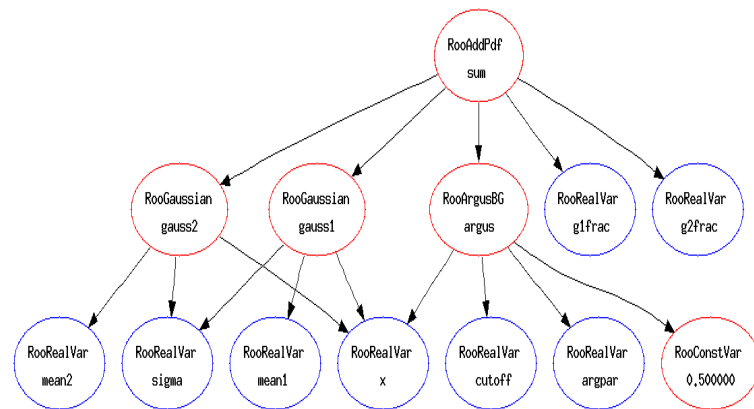 RooAddPdf
sum
RooGaussian
gauss2
RooGaussian
gauss1
RooArgusBG
argus
RooRealVar
g1frac
RooRealVar
g2frac
RooRealVar
mean2
RooRealVar
sigma
RooRealVar
mean1
RooRealVar
x
RooRealVar
cutoff
RooRealVar
argpar
RooConstVar
0.500000